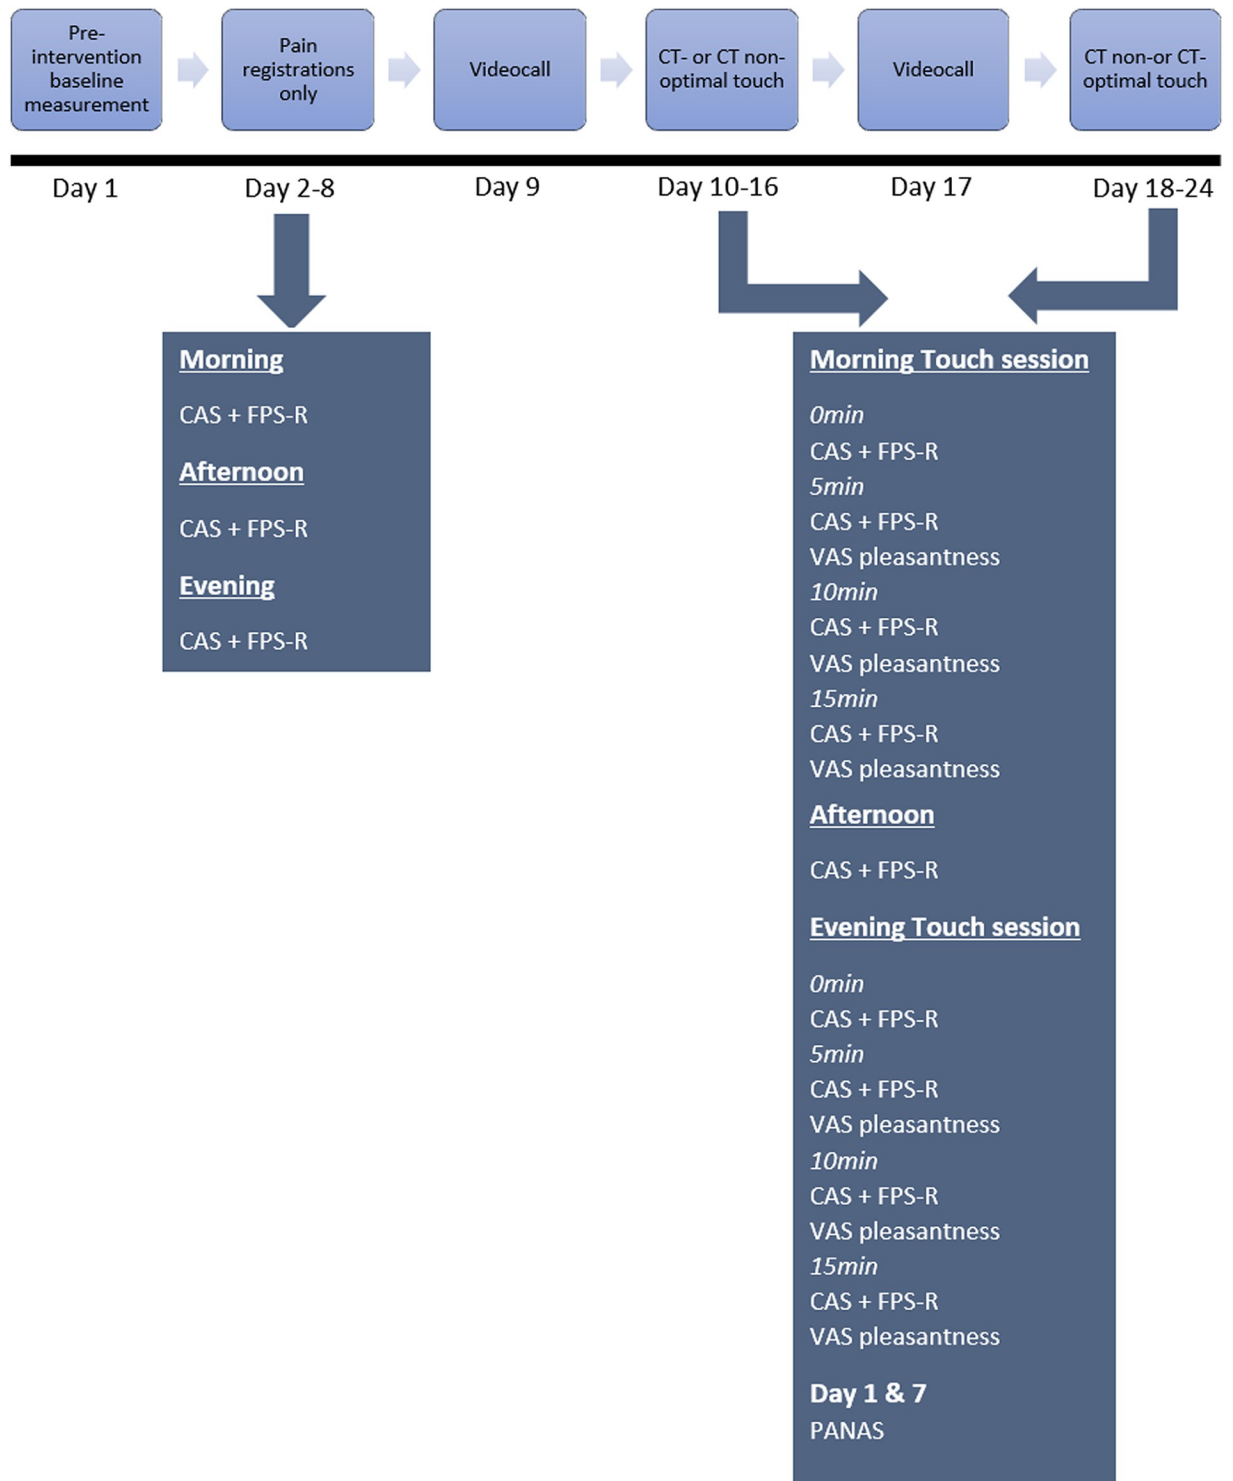 Pre-
intervention
baseline
measurement
Pain
registrations
only
Videocall
CT- or CT non-
optimal touch
Videocall
CT non-or CT-
optimal touch
Day 1
Day 2-8
Day 9
Day 10-16
Day 17
Day 18-24
Morning
CAS + FPS-R
Afternoon
CAS + FPS-R
Evening
CAS + FPS-R
Morning Touch session
0min
CAS + FPS-R
5min
CAS + FPS-R
VAS pleasantness
10min
CAS + FPS-R
VAS pleasantness
15min
CAS + FPS-R
VAS pleasantness
Afternoon
CAS + FPS-R
Evening Touch session
0min
CAS + FPS-R
5min
CAS + FPS-R
VAS pleasantness
10min
CAS + FPS-R
VAS pleasantness
15min
CAS + FPS-R
VAS pleasantness
Day 1 & 7
PANAS